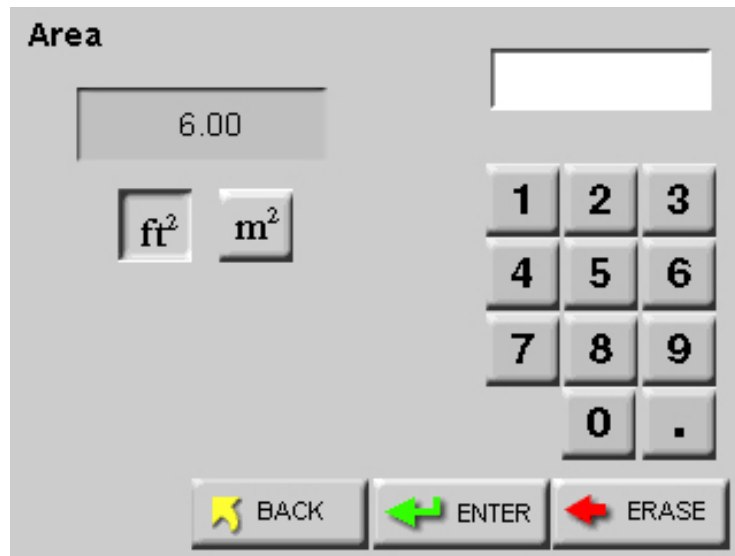 Area
6.00
ft²
m²
1 2 3
4 5 6
7 8 9
0 .
BACK
ENTER
ERASE